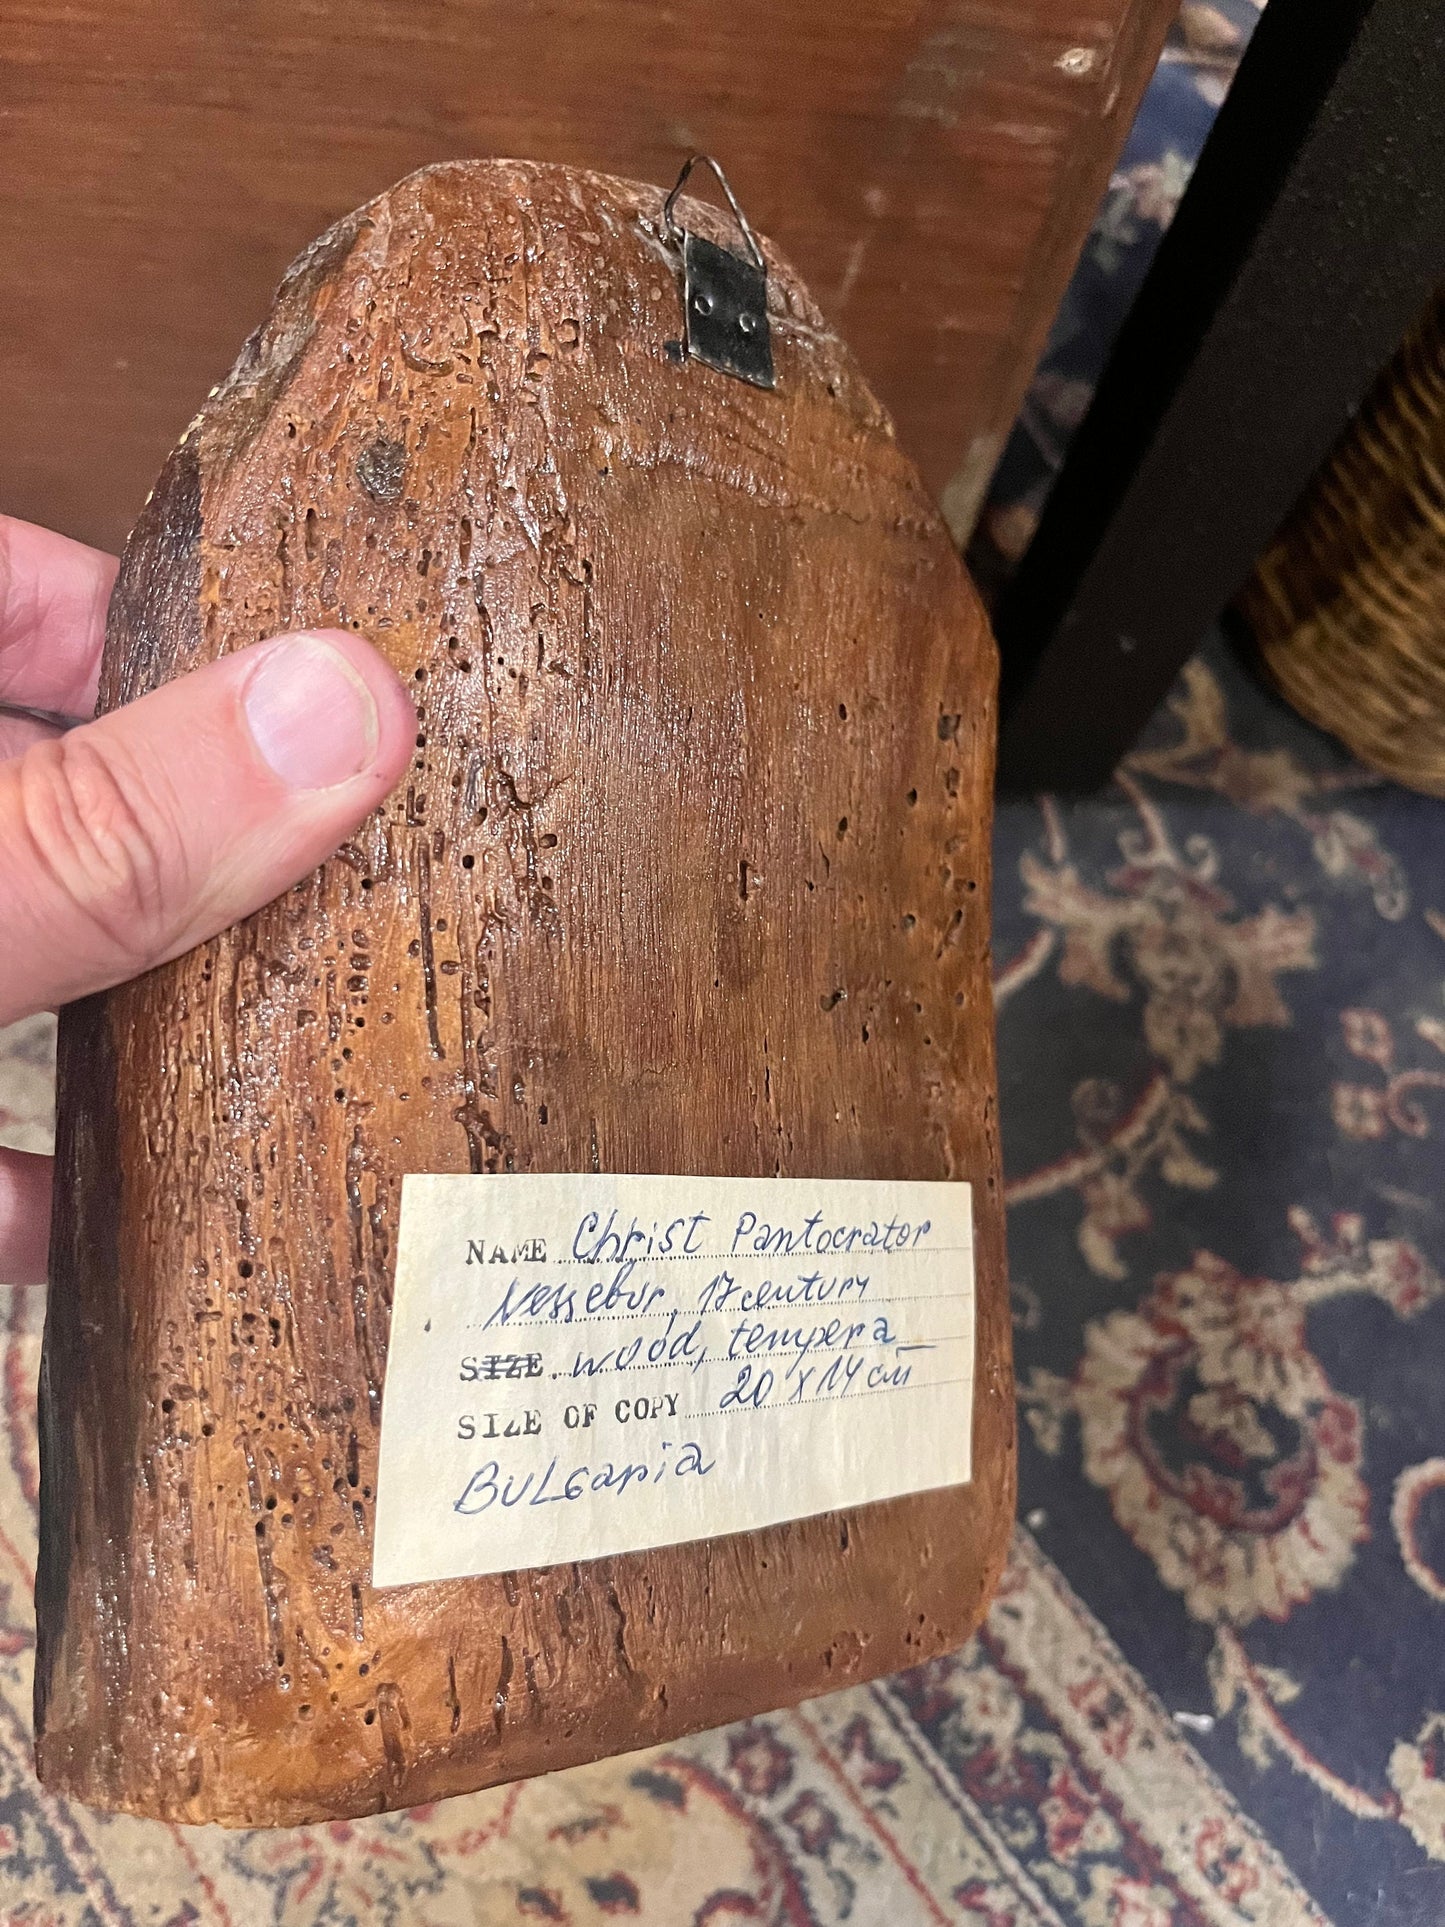 NAME Christ Pantocrator
Nessebur, 17 century
SIZE. wood, tempera
SIZE OF COPY 20 x 14 cm
BULGaria